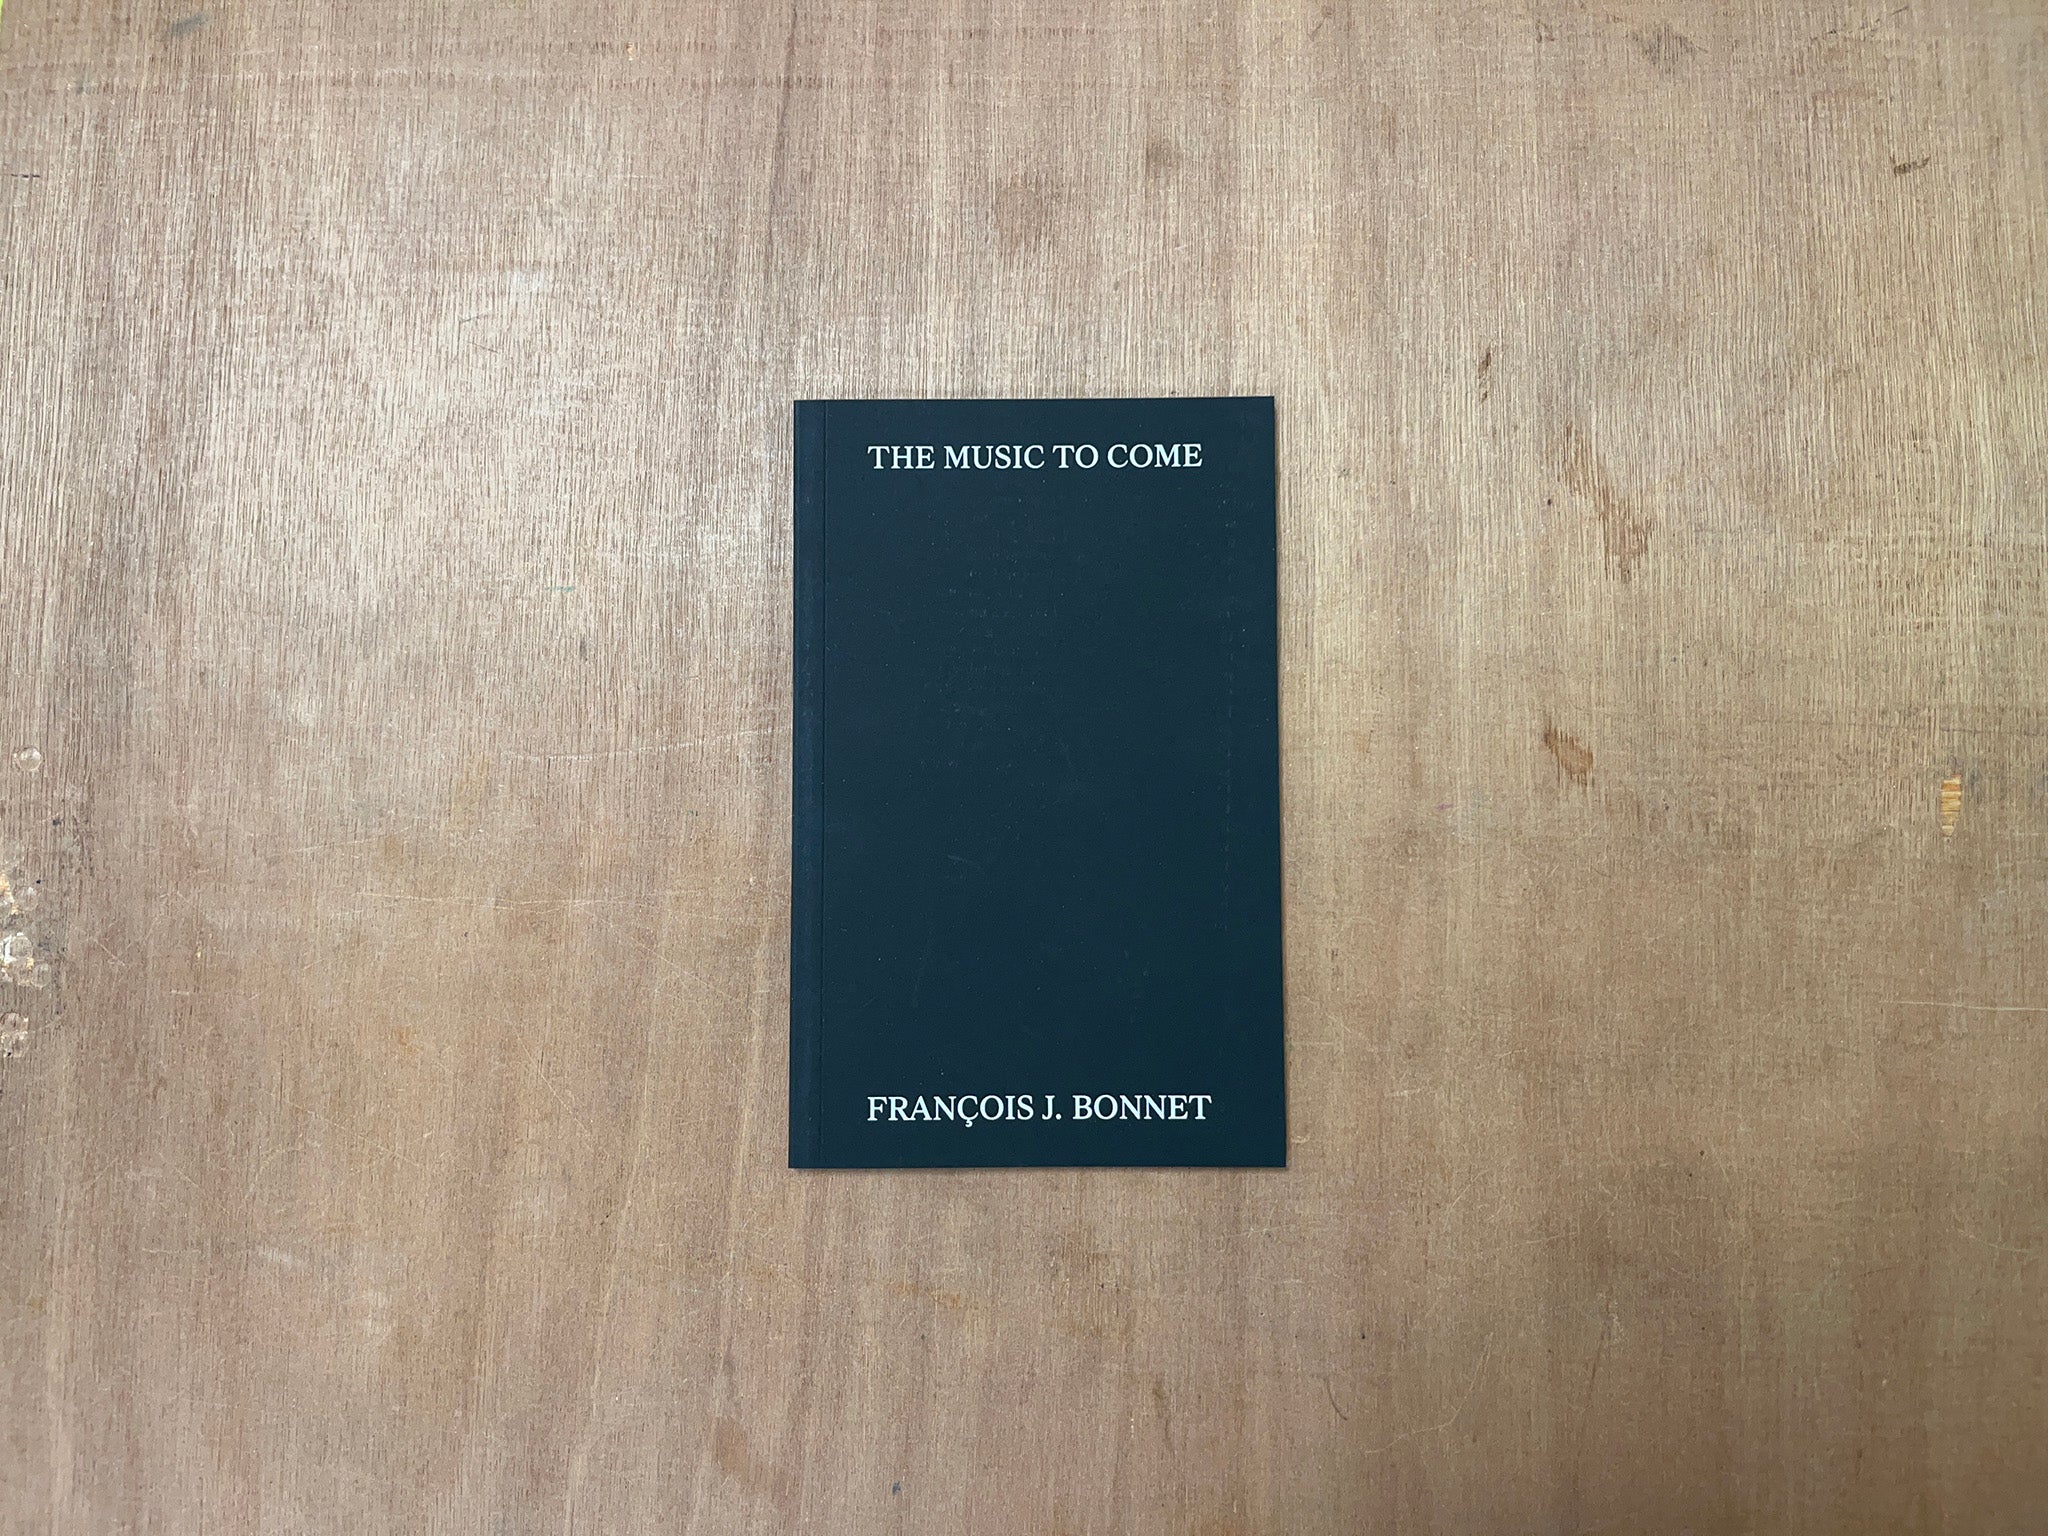 THE MUSIC TO COME
FRANÇOIS J. BONNET